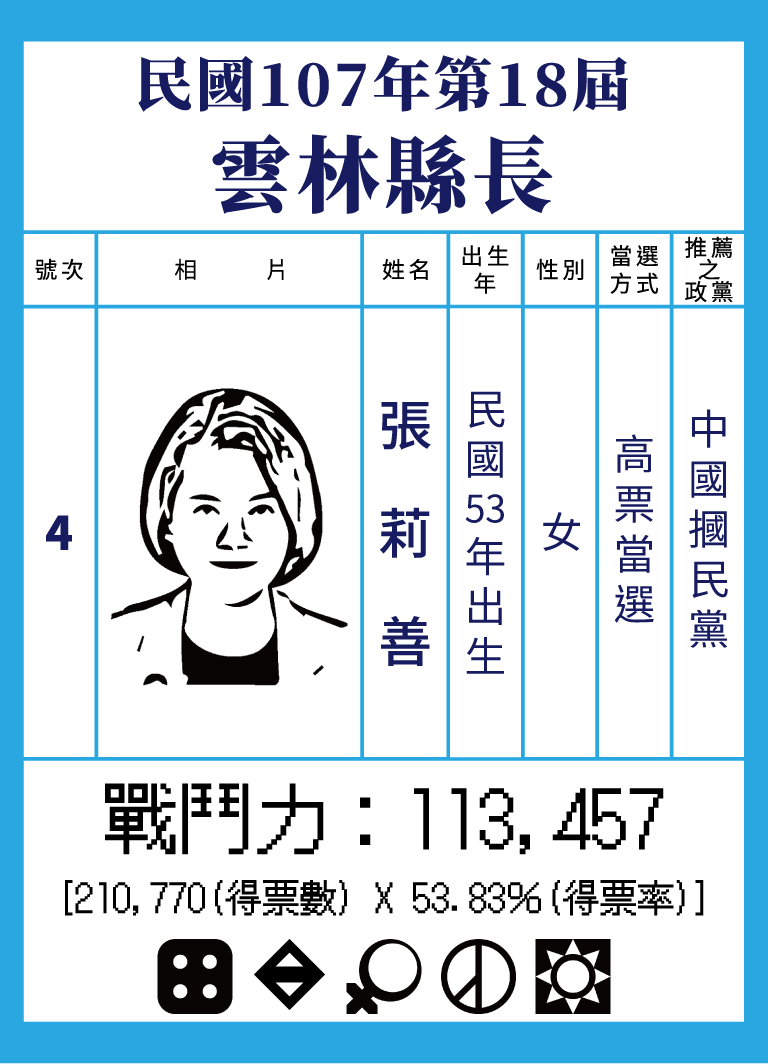 民國107年第18屆
雲林縣長
號次
相片
姓名
出生
年
性別
當選
方式
推薦
之
政黨
4
張莉善
民國53年出生
女
高票當選
中國摑民黨
戰鬥力：113,457
[210,770(得票數) X 53.83%(得票率)]